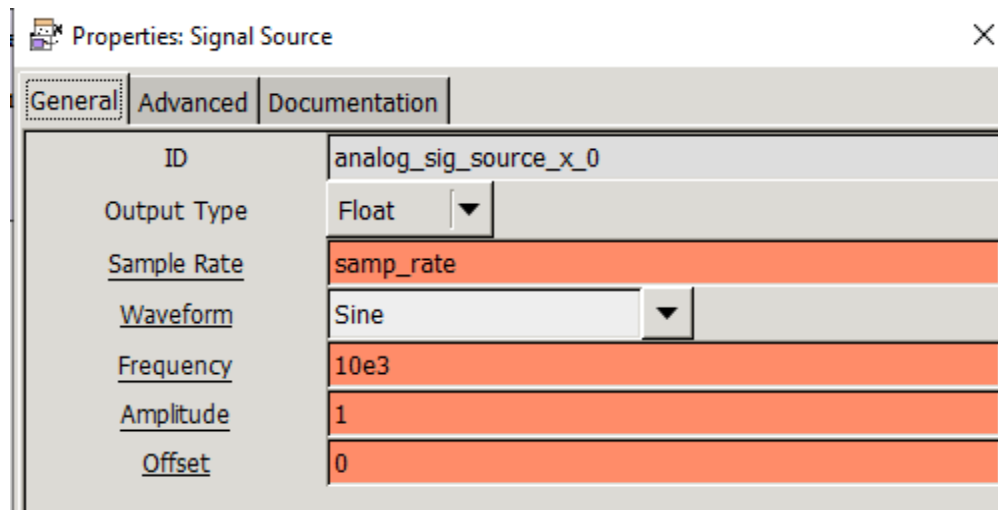 Properties: Signal Source
General Advanced Documentation
ID analog_sig_source_x_0
Output Type Float
Sample Rate samp_rate
Waveform Sine
Frequency 10e3
Amplitude 1
Offset 0